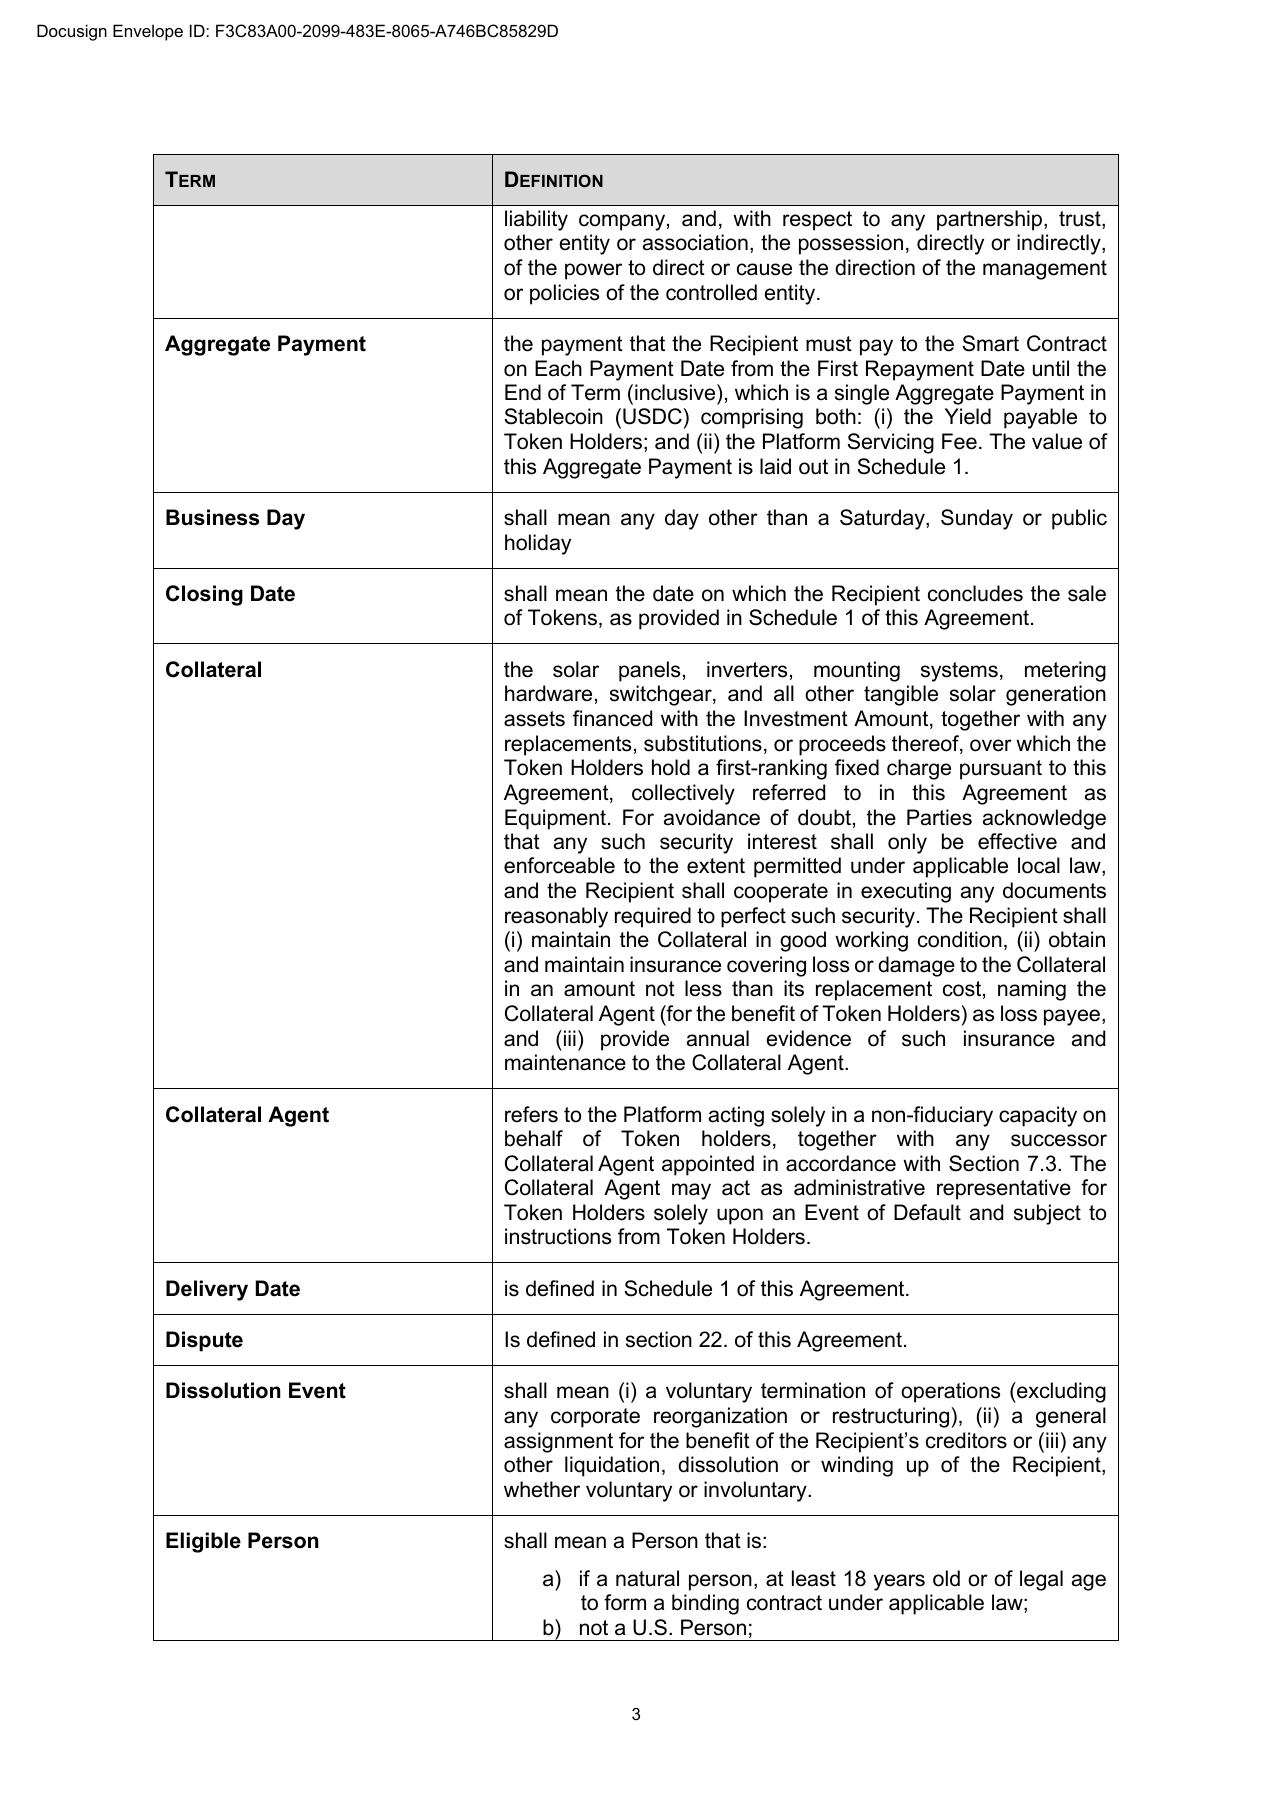 Docusign Envelope ID: F3C83A00-2099-483E-8065-A746BC85829D
TERM
DEFINITION
liability company, and, with respect to any partnership, trust,
other entity or association, the possession, directly or indirectly,
of the power to direct or cause the direction of the management
or policies of the controlled entity.
Aggregate Payment
the payment that the Recipient must pay to the Smart Contract
on Each Payment Date from the First Repayment Date until the
End of Term (inclusive), which is a single Aggregate Payment in
Stablecoin (USDC) comprising both: (i) the Yield payable to
Token Holders; and (ii) the Platform Servicing Fee. The value of
this Aggregate Payment is laid out in Schedule 1.
Business Day
shall mean any day other than a Saturday, Sunday or public
holiday
Closing Date
shall mean the date on which the Recipient concludes the sale
of Tokens, as provided in Schedule 1 of this Agreement.
Collateral
the solar panels, inverters, mounting systems, metering
hardware, switchgear, and all other tangible solar generation
assets financed with the Investment Amount, together with any
replacements, substitutions, or proceeds thereof, over which the
Token Holders hold a first-ranking fixed charge pursuant to this
Agreement, collectively referred to in this Agreement as
Equipment. For avoidance of doubt, the Parties acknowledge
that any such security interest shall only be effective and
enforceable to the extent permitted under applicable local law,
and the Recipient shall cooperate in executing any documents
reasonably required to perfect such security. The Recipient shall
(i) maintain the Collateral in good working condition, (ii) obtain
and maintain insurance covering loss or damage to the Collateral
in an amount not less than its replacement cost, naming the
Collateral Agent (for the benefit of Token Holders) as loss payee,
and (iii) provide annual evidence of such insurance and
maintenance to the Collateral Agent.
Collateral Agent
refers to the Platform acting solely in a non-fiduciary capacity on
behalf of Token holders, together with any successor
Collateral Agent appointed in accordance with Section 7.3. The
Collateral Agent may act as administrative representative for
Token Holders solely upon an Event of Default and subject to
instructions from Token Holders.
Delivery Date
is defined in Schedule 1 of this Agreement.
Dispute
Is defined in section 22. of this Agreement.
Dissolution Event
shall mean (i) a voluntary termination of operations (excluding
any corporate reorganization or restructuring), (ii) a general
assignment for the benefit of the Recipient’s creditors or (iii) any
other liquidation, dissolution or winding up of the Recipient,
whether voluntary or involuntary.
Eligible Person
shall mean a Person that is:
a) if a natural person, at least 18 years old or of legal age
to form a binding contract under applicable law;
b) not a U.S. Person;
3